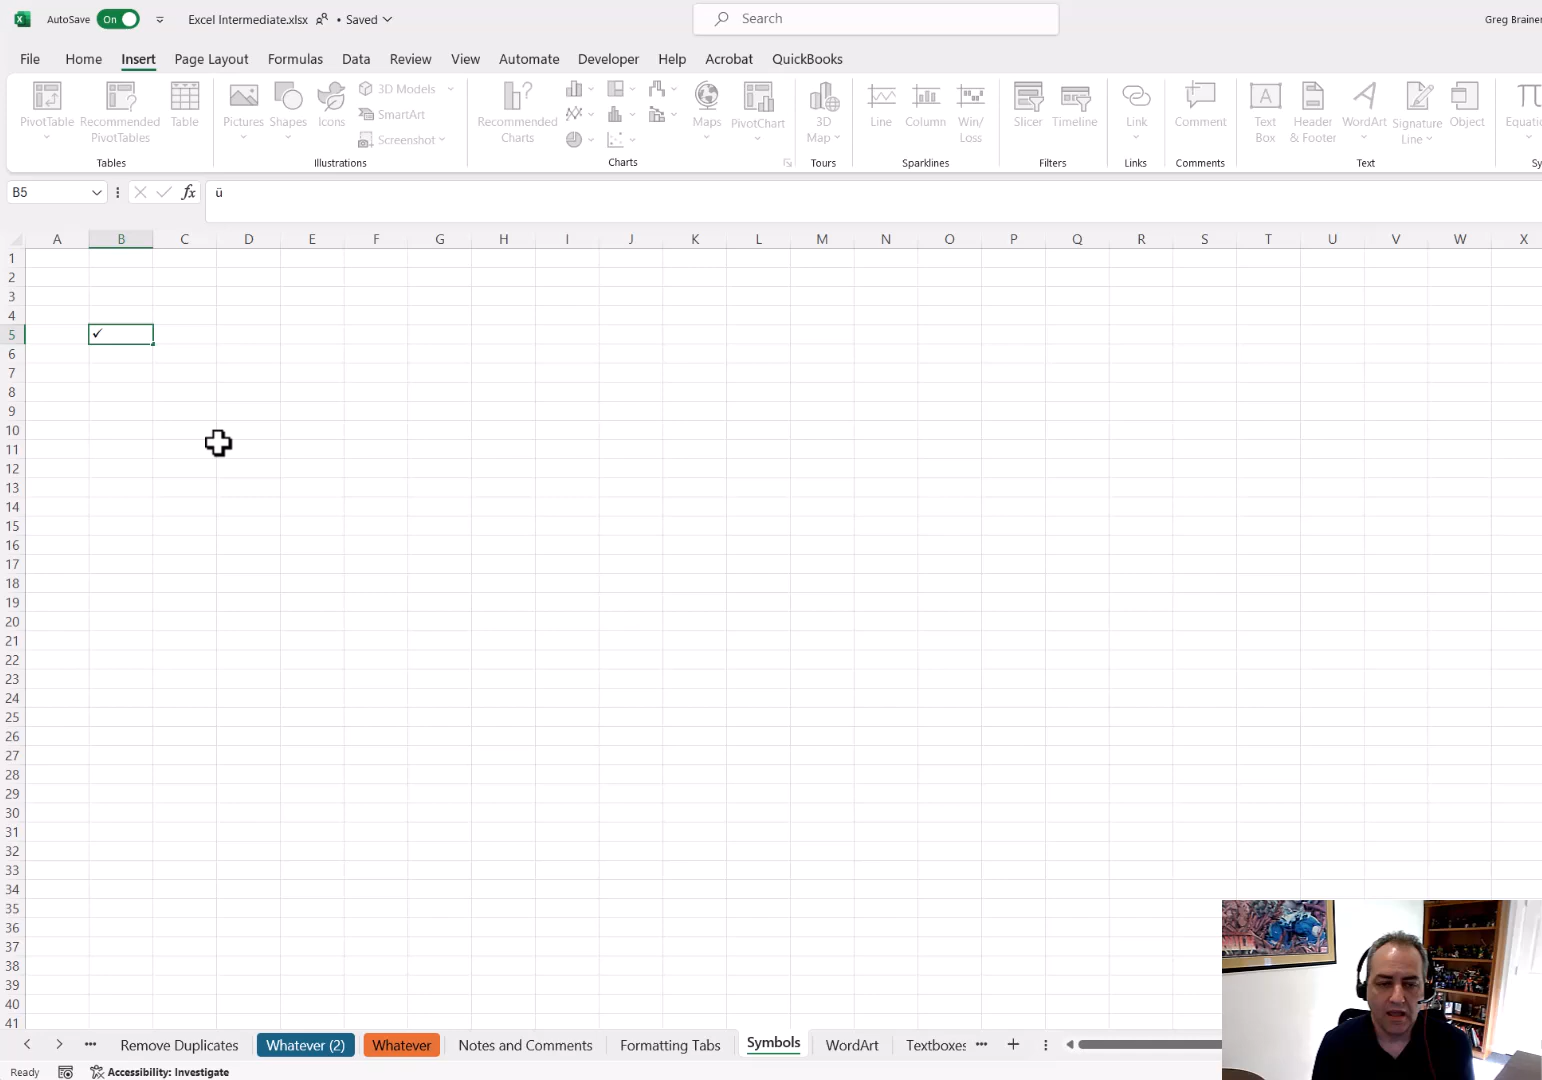 AutoSave On Excel Intermediate.xlsx • Saved Search
File Home Insert Page Layout Formulas Data Review View Automate Developer Help Acrobat QuickBooks
PivotTable Recommended PivotTables Table
Tables
Pictures Shapes Icons 3D Models SmartArt Screenshot
Illustrations
Recommended Charts Maps PivotChart
Charts
3D Map
Tours
Line Column Win/Loss
Sparklines
Slicer Timeline
Filters
Link
Links
Comment
Comments
Text Box Header & Footer WordArt Signature Line Object
Text
B5 fx ü
A B C D E F G H I J K L M N O P Q R S T U V W X
1
2
3
4
5 ✓
6
7
8
9
10
11
12
13
14
15
16
17
18
19
20
21
22
23
24
25
26
27
28
29
30
31
32
33
34
35
36
37
38
39
40
41
Remove Duplicates Whatever (2) Whatever Notes and Comments Formatting Tabs Symbols WordArt Textboxes
Ready Accessibility: Investigate